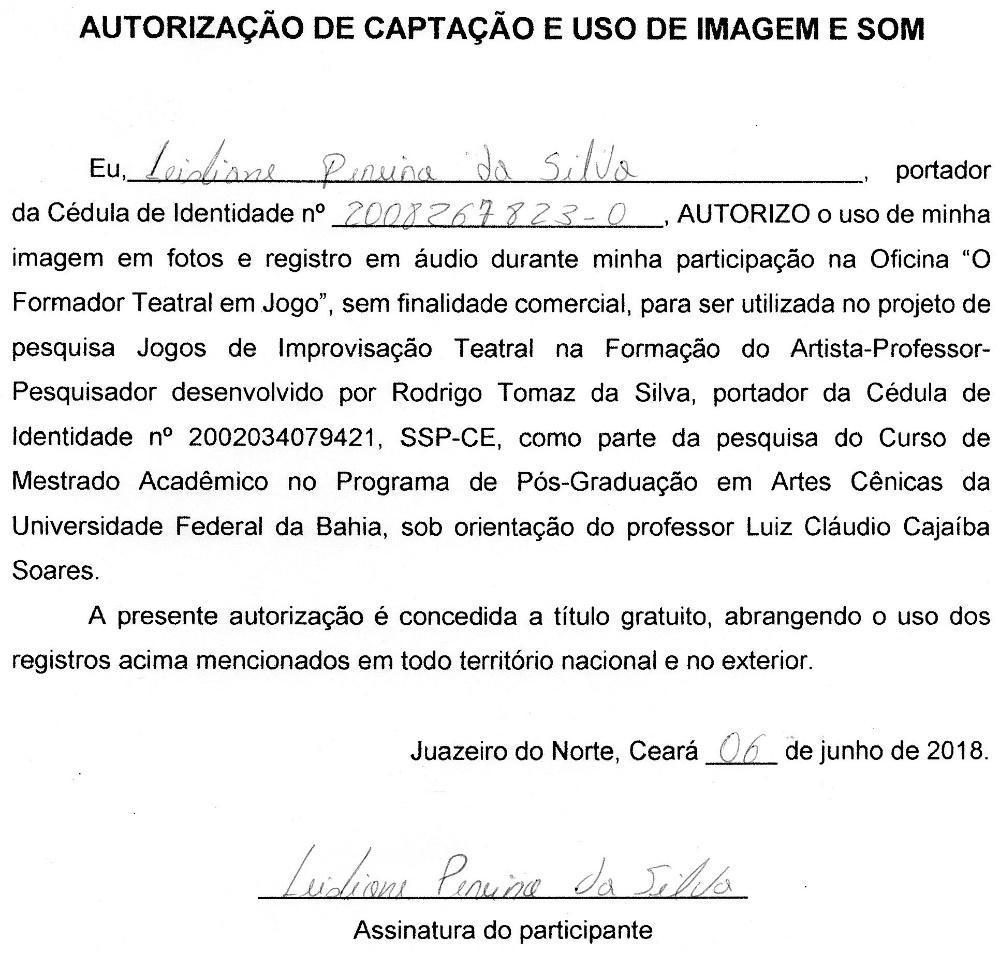 AUTORIZAÇÃO DE CAPTAÇÃO E USO DE IMAGEM E SOM
Eu, Leidiane Pereira da Silva, portador
da Cédula de Identidade nº 2008267823-0, AUTORIZO o uso de minha
imagem em fotos e registro em áudio durante minha participação na Oficina “O
Formador Teatral em Jogo”, sem finalidade comercial, para ser utilizada no projeto de
pesquisa Jogos de Improvisação Teatral na Formação do Artista-Professor-
Pesquisador desenvolvido por Rodrigo Tomaz da Silva, portador da Cédula de
Identidade nº 2002034079421, SSP-CE, como parte da pesquisa do Curso de
Mestrado Acadêmico no Programa de Pós-Graduação em Artes Cênicas da
Universidade Federal da Bahia, sob orientação do professor Luiz Cláudio Cajaíba
Soares.
A presente autorização é concedida a título gratuito, abrangendo o uso dos
registros acima mencionados em todo território nacional e no exterior.
Juazeiro do Norte, Ceará 06 de junho de 2018.
Leidiane Pereira da Silva
Assinatura do participante